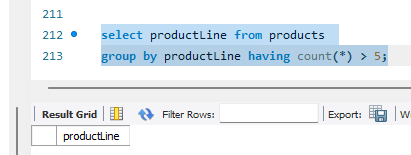 211
212 select productLine from products
213 group by productLine having count(*) > 5;
Result Grid Filter Rows: Export:
productLine